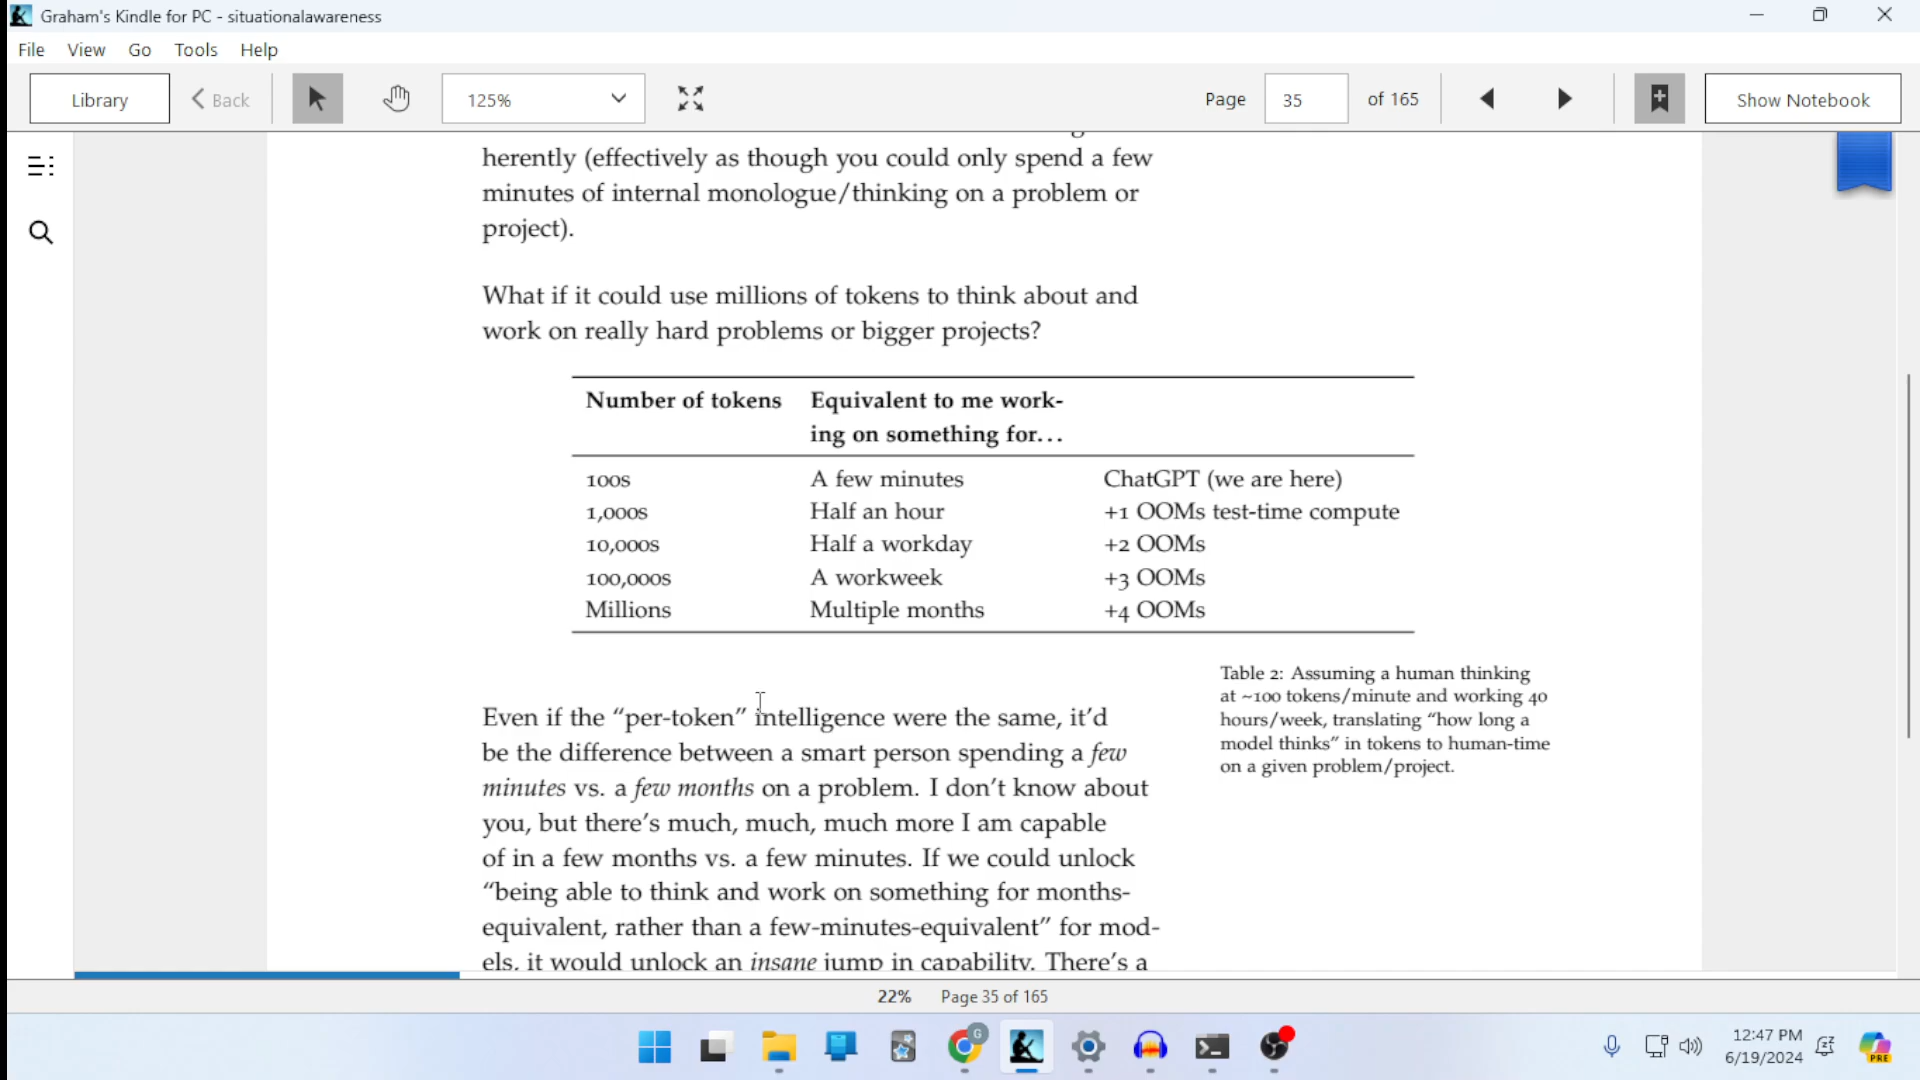 Graham's Kindle for PC - situationalawareness
File View Go Tools Help
Library Back 125% Page 35 of 165 Show Notebook
herently (effectively as though you could only spend a few
minutes of internal monologue/thinking on a problem or
project).
What if it could use millions of tokens to think about and
work on really hard problems or bigger projects?
Number of tokens Equivalent to me work-
ing on something for...
100s A few minutes ChatGPT (we are here)
1,000s Half an hour +1 OOMs test-time compute
10,000s Half a workday +2 OOMs
100,000s A workweek +3 OOMs
Millions Multiple months +4 OOMs
Table 2: Assuming a human thinking
at ~100 tokens/minute and working 40
hours/week, translating “how long a
model thinks” in tokens to human-time
on a given problem/project.
Even if the “per-token” intelligence were the same, it’d
be the difference between a smart person spending a few
minutes vs. a few months on a problem. I don’t know about
you, but there’s much, much, much more I am capable
of in a few months vs. a few minutes. If we could unlock
“being able to think and work on something for months-
equivalent, rather than a few-minutes-equivalent” for mod-
els, it would unlock an insane jump in capability. There’s a
22% Page 35 of 165
G
PRE
12:47 PM
6/19/2024